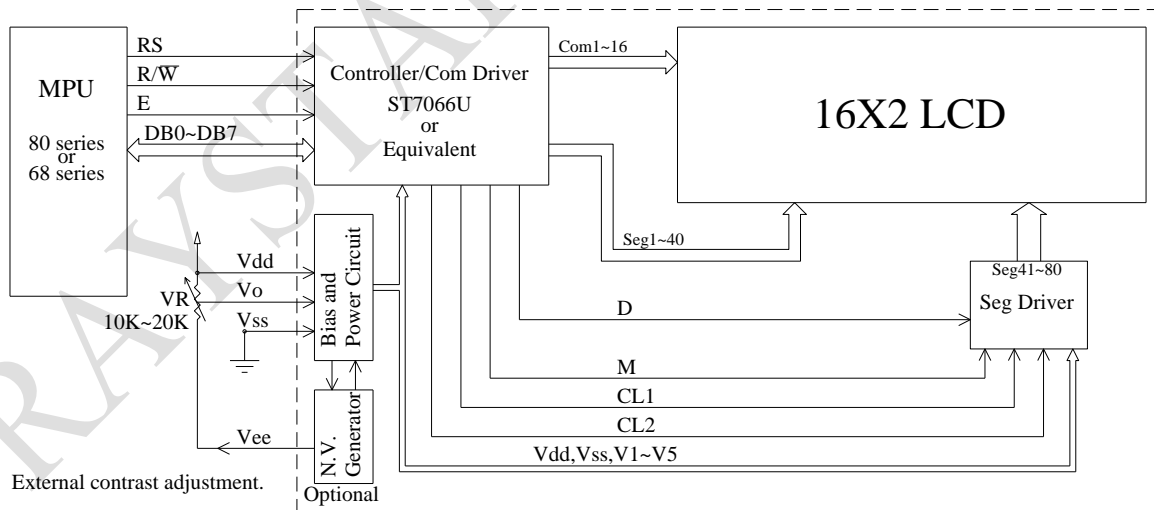 MPU
80 series
or
68 series
RS
R/W̅
E
DB0~DB7
Controller/Com Driver
ST7066U
or
Equivalent
Com1~16
16X2 LCD
Seg1~40
Seg41~80
Seg Driver
Vdd
Vo
Vss
VR
10K~20K
Bias and
Power Circuit
D
M
CL1
CL2
Vdd,Vss,V1~V5
Vee
N.V.
Generator
Optional
External contrast adjustment.
RAYSTA